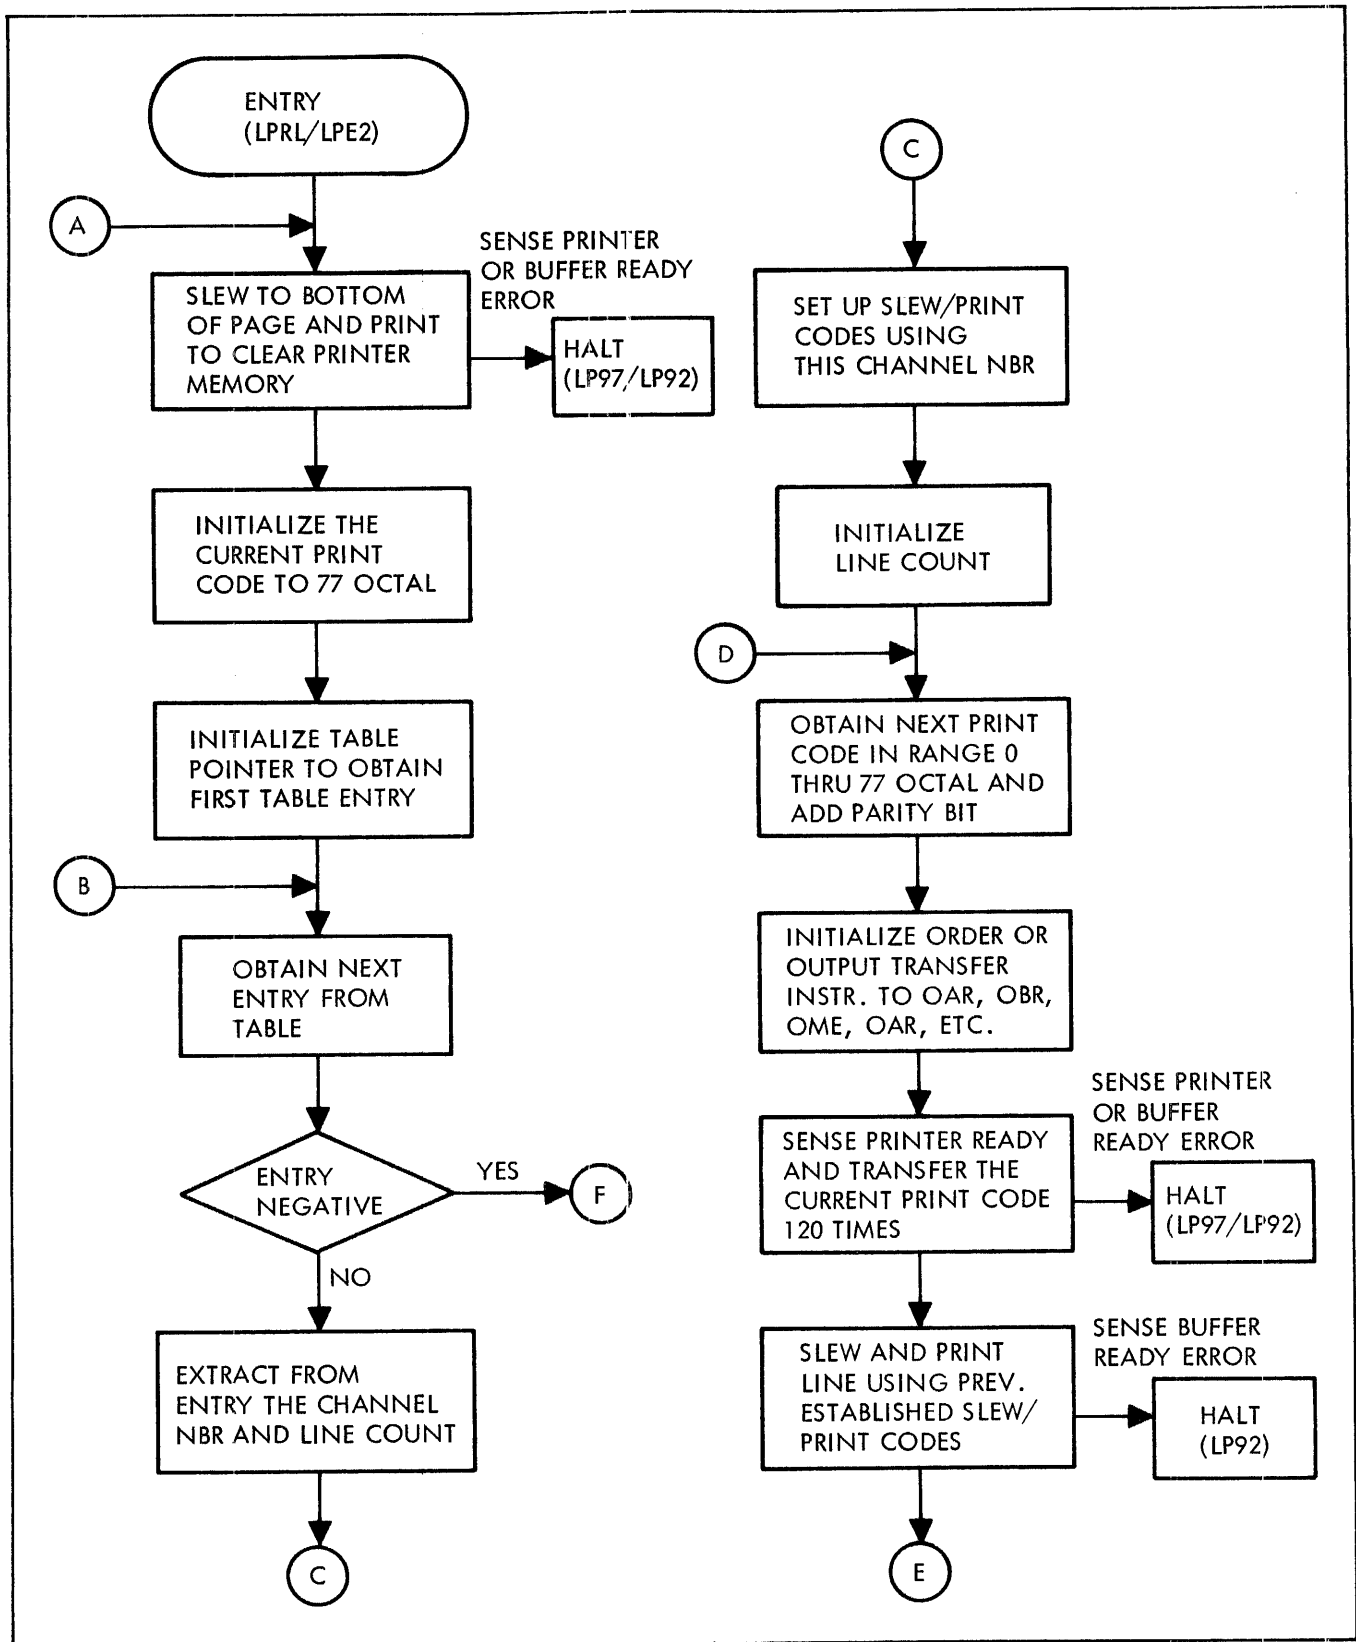 ENTRY
(LPRL/LPE2)
A
SLEW TO BOTTOM
OF PAGE AND PRINT
TO CLEAR PRINTER
MEMORY
SENSE PRINTER
OR BUFFER READY
ERROR
HALT
(LP97/LP92)
INITIALIZE THE
CURRENT PRINT
CODE TO 77 OCTAL
INITIALIZE TABLE
POINTER TO OBTAIN
FIRST TABLE ENTRY
B
OBTAIN NEXT
ENTRY FROM
TABLE
ENTRY
NEGATIVE
YES
F
NO
EXTRACT FROM
ENTRY THE CHANNEL
NBR AND LINE COUNT
C
C
SET UP SLEW/PRINT
CODES USING
THIS CHANNEL NBR
INITIALIZE
LINE COUNT
D
OBTAIN NEXT PRINT
CODE IN RANGE 0
THRU 77 OCTAL AND
ADD PARITY BIT
INITIALIZE ORDER OR
OUTPUT TRANSFER
INSTR. TO OAR, OBR,
OME, OAR, ETC.
SENSE PRINTER READY
AND TRANSFER THE
CURRENT PRINT CODE
120 TIMES
SENSE PRINTER
OR BUFFER
READY ERROR
HALT
(LP97/LP92)
SLEW AND PRINT
LINE USING PREV.
ESTABLISHED SLEW/
PRINT CODES
SENSE BUFFER
READY ERROR
HALT
(LP92)
E